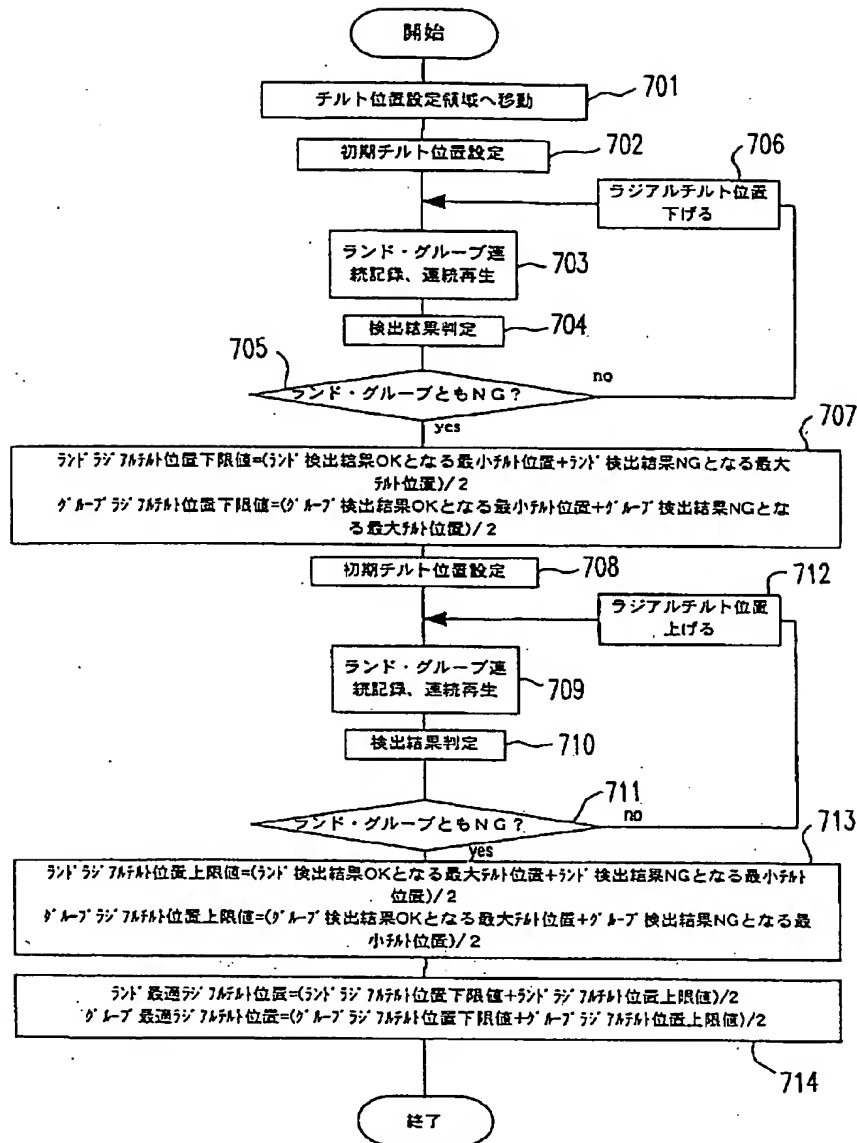 開始
チルト位置設定領域へ移動
701
初期チルト位置設定
702
706
ラジアルチルト位置
下げる
ランド・グルーブ連
続記録、連続再生
703
検出結果判定
704
705
ランド・グルーブともNG?
no
yes
707
ランドラジアルチルト位置下限値=(ランド検出結果OKとなる最小チルト位置+ランド検出結果NGとなる最大
チルト位置)/2
グルーブラジアルチルト位置下限値=(グルーブ検出結果OKとなる最小チルト位置+グルーブ検出結果NGとな
る最大チルト位置)/2
初期チルト位置設定
708
712
ラジアルチルト位置
上げる
ランド・グルーブ連
続記録、連続再生
709
検出結果判定
710
711
ランド・グルーブともNG?
no
yes
713
ランドラジアルチルト位置上限値=(ランド検出結果OKとなる最大チルト位置+ランド検出結果NGとなる最小チルト
位置)/2
グルーブラジアルチルト位置上限値=(グルーブ検出結果OKとなる最大チルト位置+グルーブ検出結果NGとなる最
小チルト位置)/2
ランド最適ラジアルチルト位置=(ランドラジアルチルト位置下限値+ランドラジアルチルト位置上限値)/2
グルーブ最適ラジアルチルト位置=(グルーブラジアルチルト位置下限値+グルーブラジアルチルト位置上限値)/2
714
終了